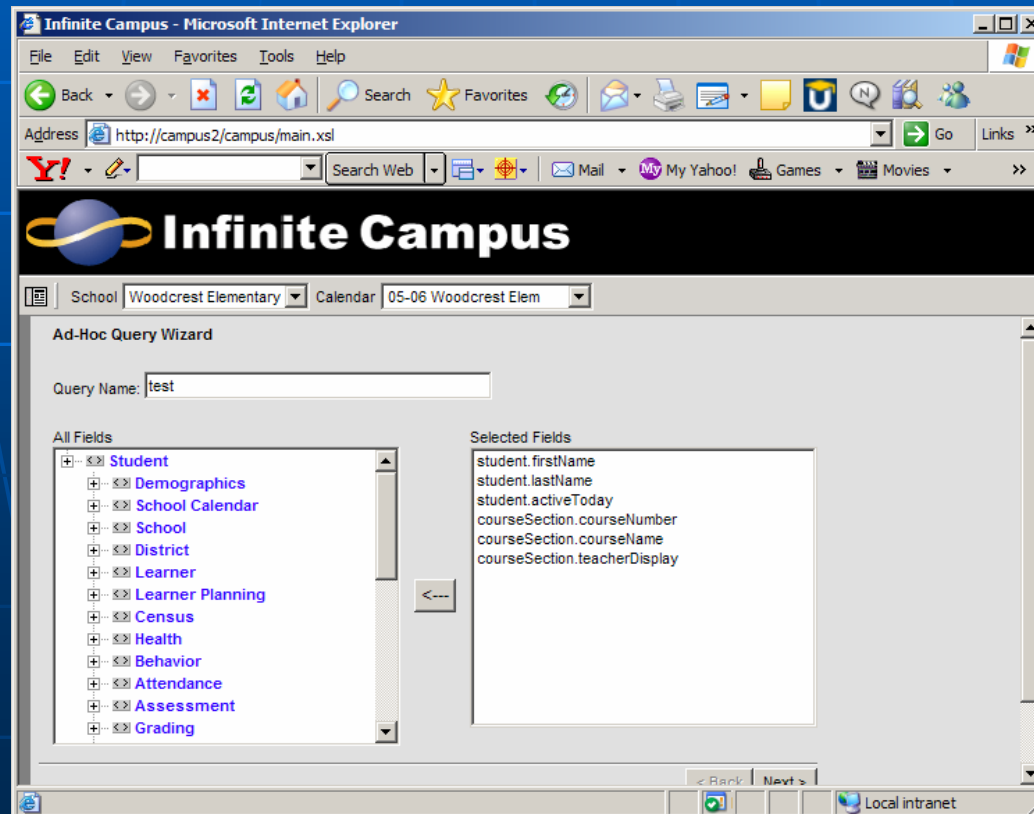 Infinite Campus - Microsoft Internet Explorer
File Edit View Favorites Tools Help
Back Search Favorites
Address http://campus2/campus/main.xsl Go Links »
Y! Search Web Mail My My Yahoo! Games Movies »
Infinite Campus
School Woodcrest Elementary Calendar 05-06 Woodcrest Elem
Ad-Hoc Query Wizard
Query Name: test
All Fields Selected Fields
Student student.firstName
Demographics student.lastName
School Calendar student.activeToday
School courseSection.courseNumber
District courseSection.courseName
Learner courseSection.teacherDisplay
Learner Planning
<---
Census
Health
Behavior
Attendance
Assessment
Grading
< Back Next >
Local intranet